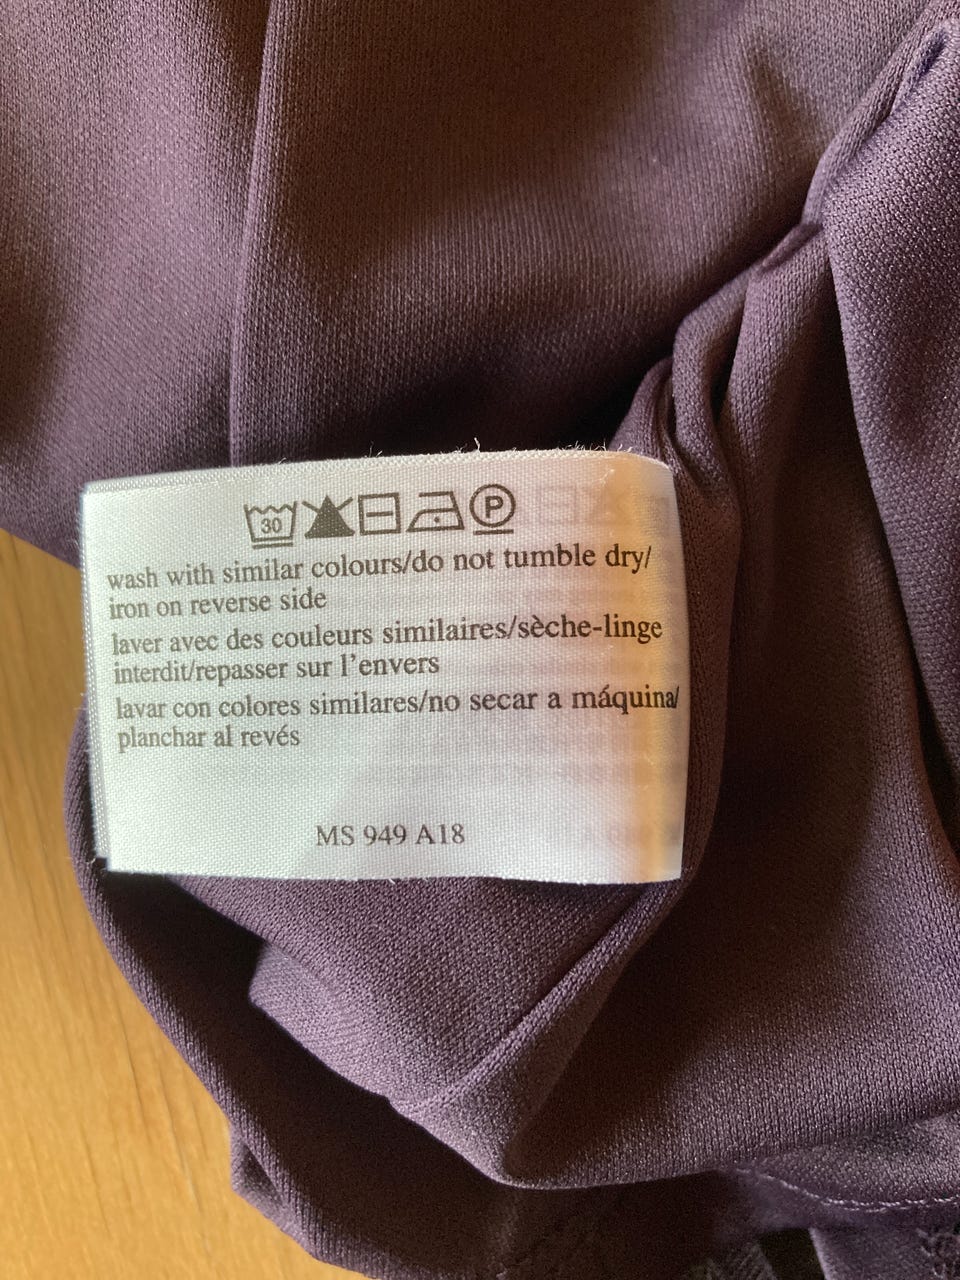 30 P
wash with similar colours/do not tumble dry/
iron on reverse side
laver avec des couleurs similaires/sèche-linge
interdit/repasser sur l'envers
lavar con colores similares/no secar a máquina/
planchar al revés
MS 949 A18